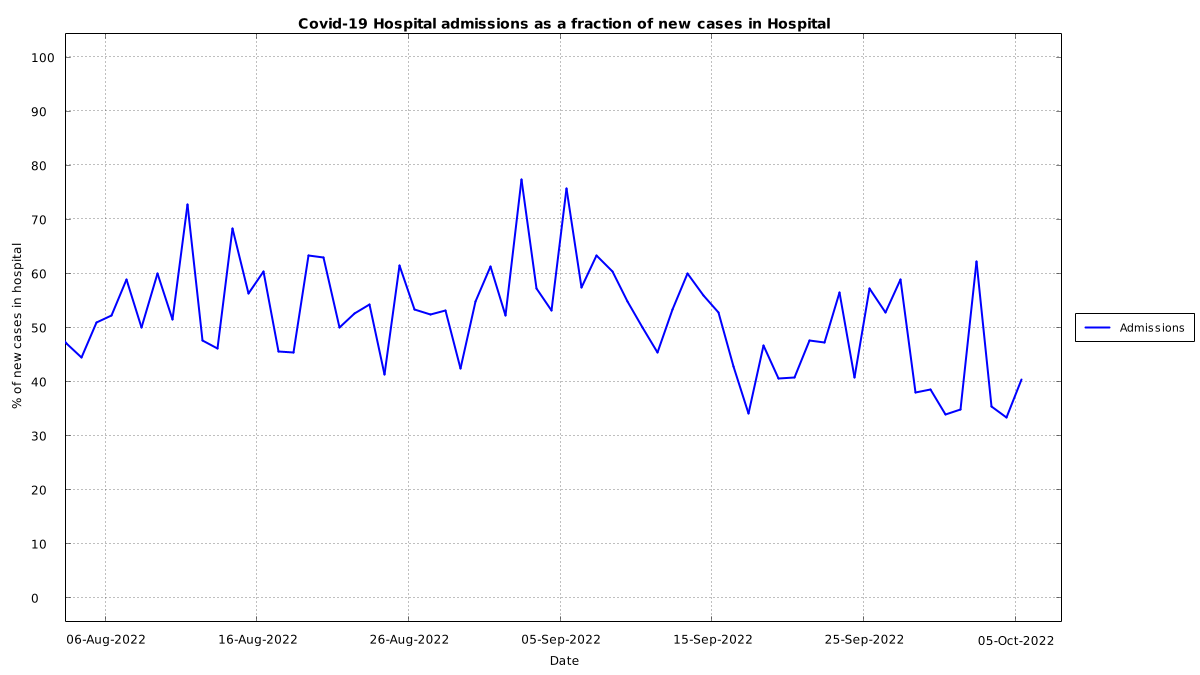 Covid-19 Hospital admissions as a fraction of new cases in Hospital
100
90
80
70
60
50
40
30
20
10
0
% of new cases in hospital
06-Aug-2022
16-Aug-2022
26-Aug-2022
05-Sep-2022
15-Sep-2022
25-Sep-2022
05-Oct-2022
Date
Admissions